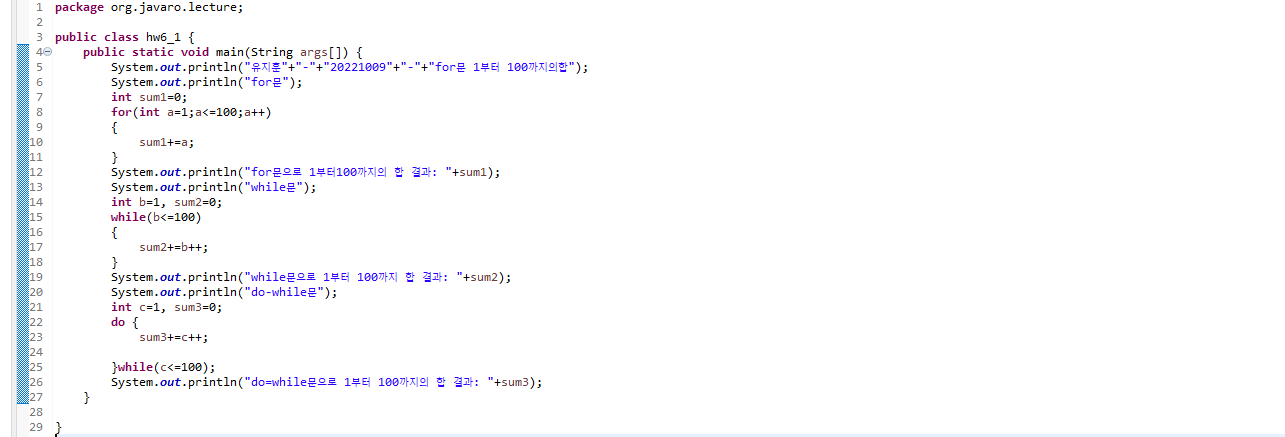 1 package org.javaro.lecture;
2
3 public class hw6_1 {
4 public static void main(String args[]) {
5 System.out.println("유지훈"+"-"+"20221009"+"-"+"for문 1부터 100까지의합");
6 System.out.println("for문");
7 int sum1=0;
8 for(int a=1;a<=100;a++)
9 {
10 sum1+=a;
11 }
12 System.out.println("for문으로 1부터100까지의 합 결과: "+sum1);
13 System.out.println("while문");
14 int b=1, sum2=0;
15 while(b<=100)
16 {
17 sum2+=b++;
18 }
19 System.out.println("while문으로 1부터 100까지 합 결과: "+sum2);
20 System.out.println("do-while문");
21 int c=1, sum3=0;
22 do {
23 sum3+=c++;
24
25 }while(c<=100);
26 System.out.println("do=while문으로 1부터 100까지의 합 결과: "+sum3);
27 }
28
29 }